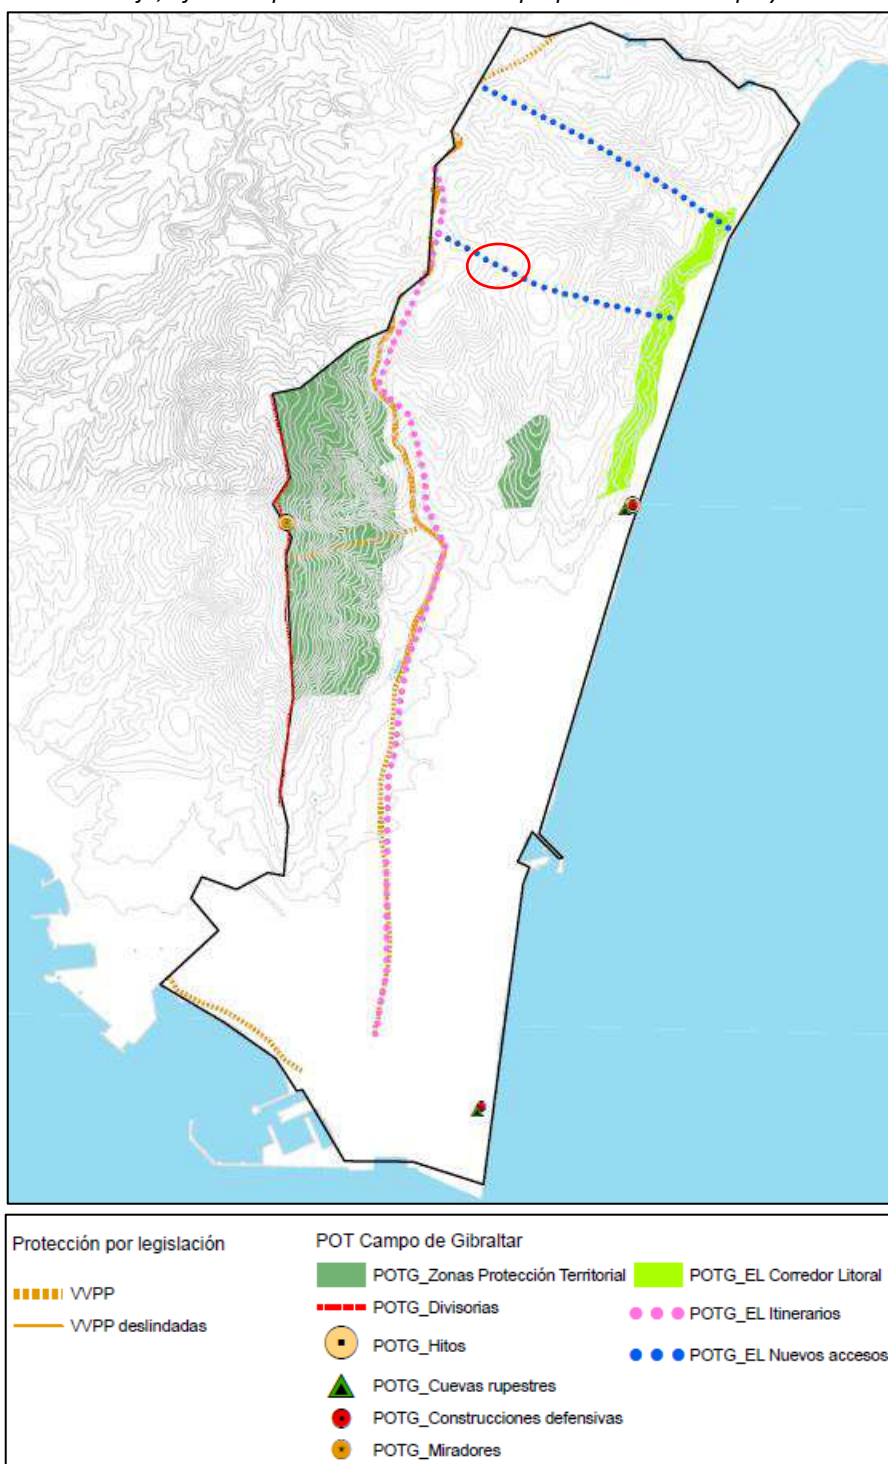 Protección por legislación
VVPP
VVPP deslindadas
POT Campo de Gibraltar
POTG_Zonas Protección Territorial
POTG_Divisorias
POTG_Hitos
POTG_Cuevas rupestres
POTG_Construcciones defensivas
POTG_Miradores
POTG_EL Corredor Litoral
POTG_EL Itinerarios
POTG_EL Nuevos accesos